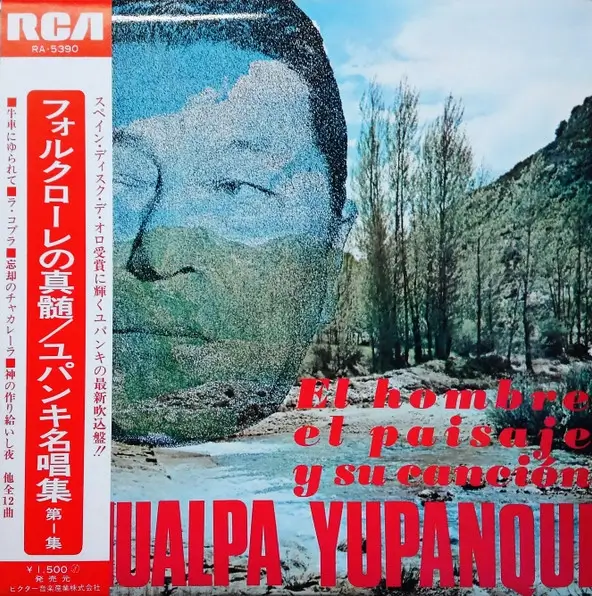 RCA
RA-5390
スペイン・ディスク・デ・オロ受賞に輝くユパンキの最新吹込盤!!
フォルクローレの真髄/ユパンキ名唱集 第1集
■牛車にゆられて■ラ・コプラ■忘却のチャカレーラ■神の作り給いし夜 他全12曲
¥1,500
発売元
ビクター音楽産業株式会社
El hombre
el paisaje
y su canción
HUALPA YUPANQUI